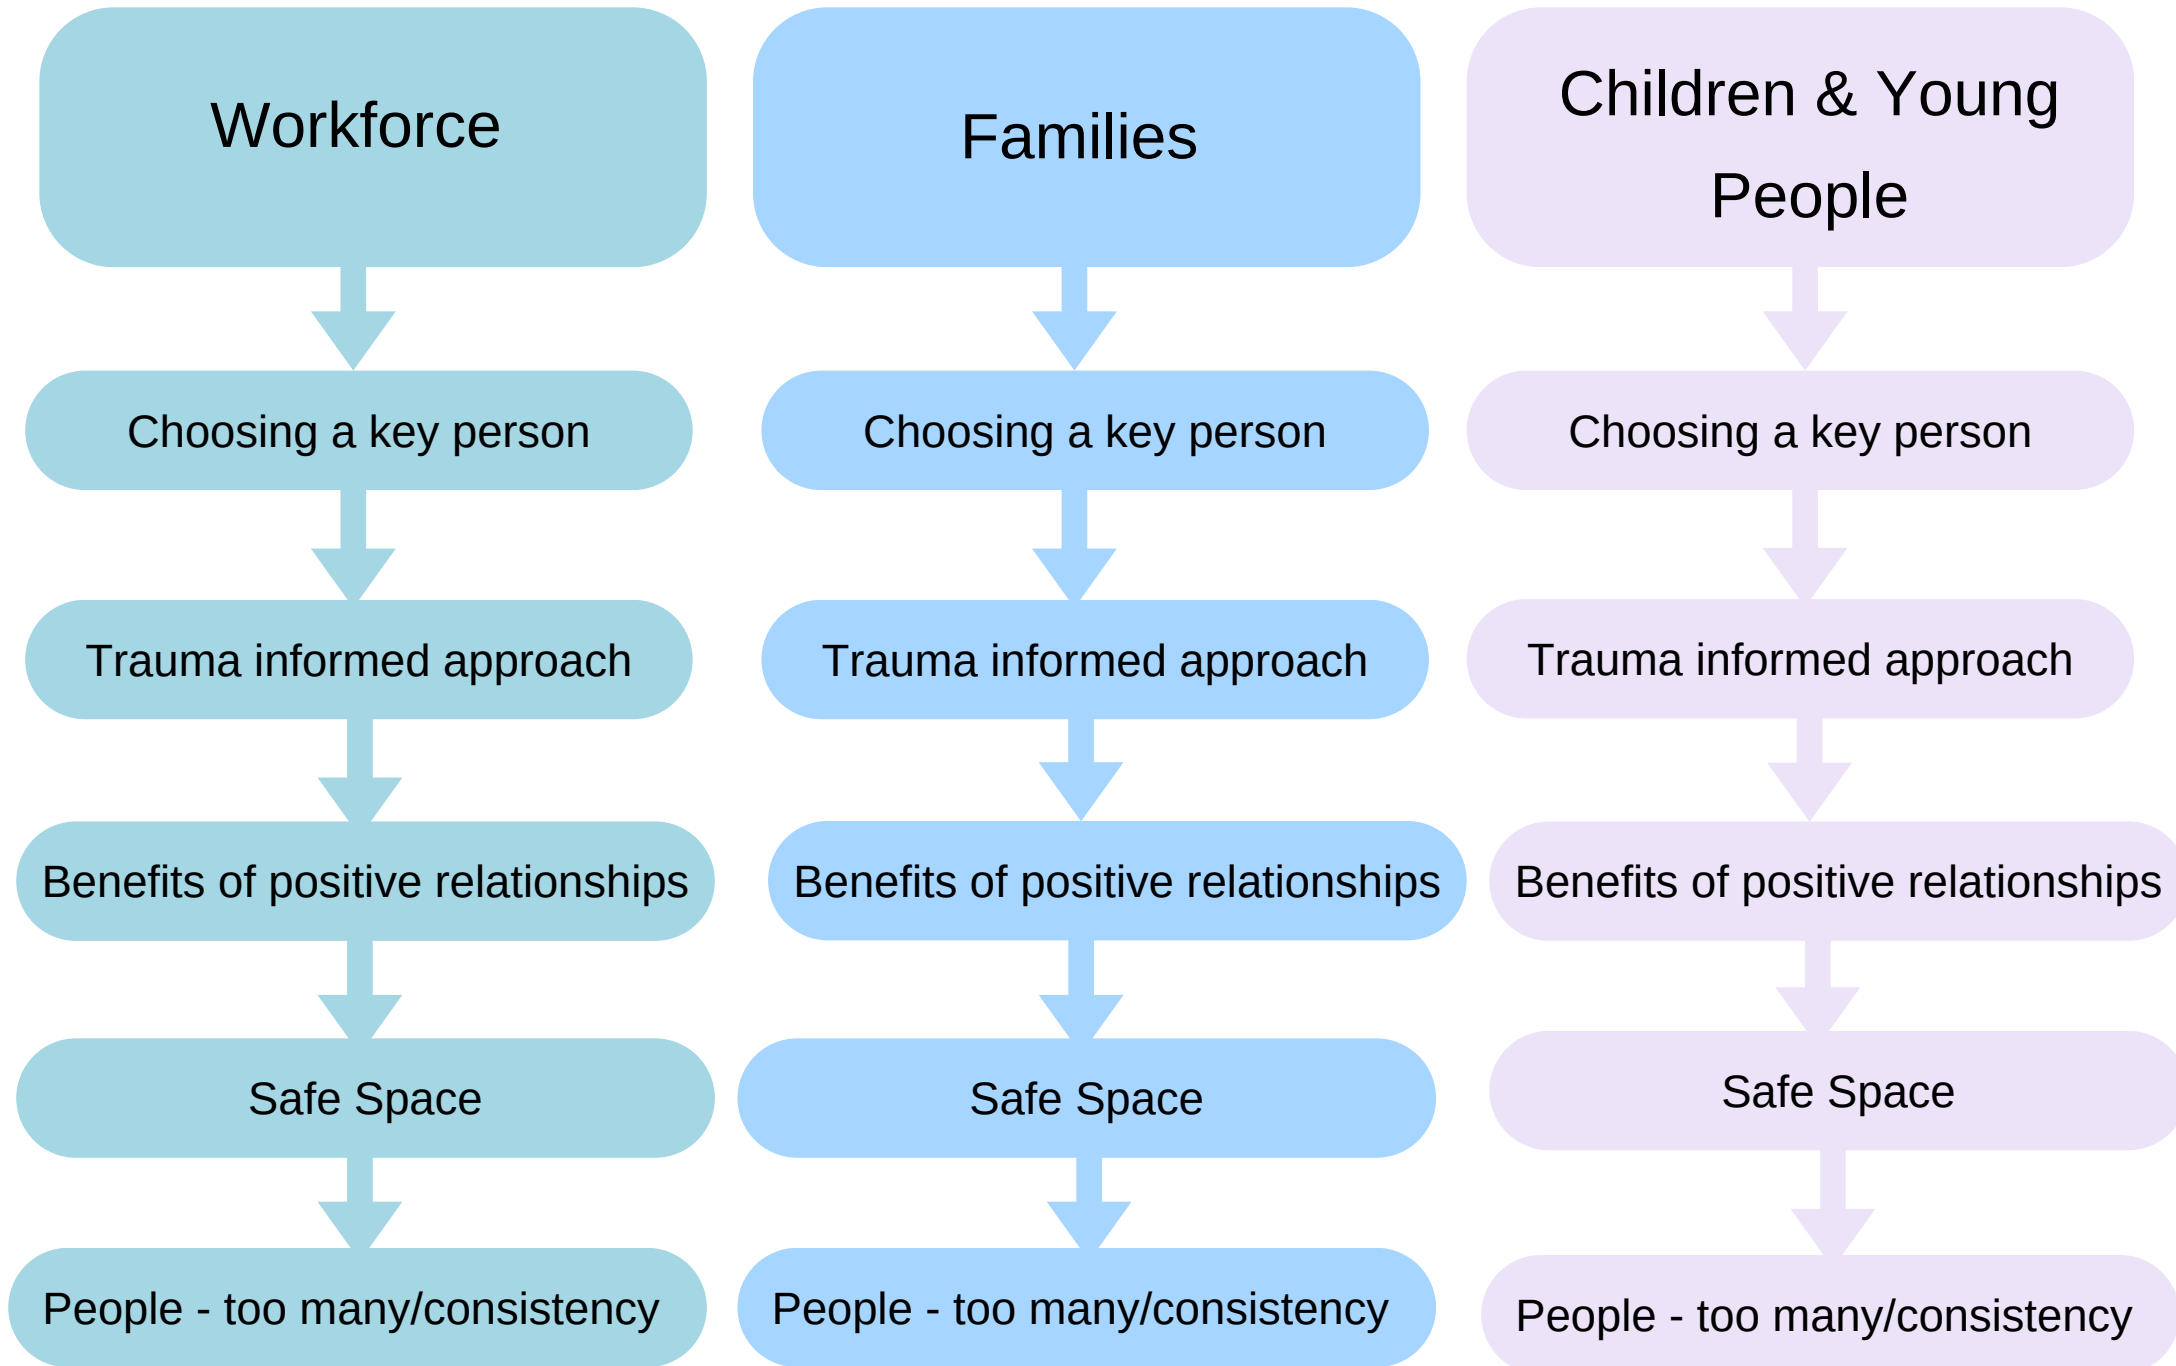 Workforce
Choosing a key person
Trauma informed approach
Benefits of positive relationships
Safe Space
People - too many/consistency
Families
Choosing a key person
Trauma informed approach
Benefits of positive relationships
Safe Space
People - too many/consistency
Children & Young
People
Choosing a key person
Trauma informed approach
Benefits of positive relationships
Safe Space
People - too many/consistency